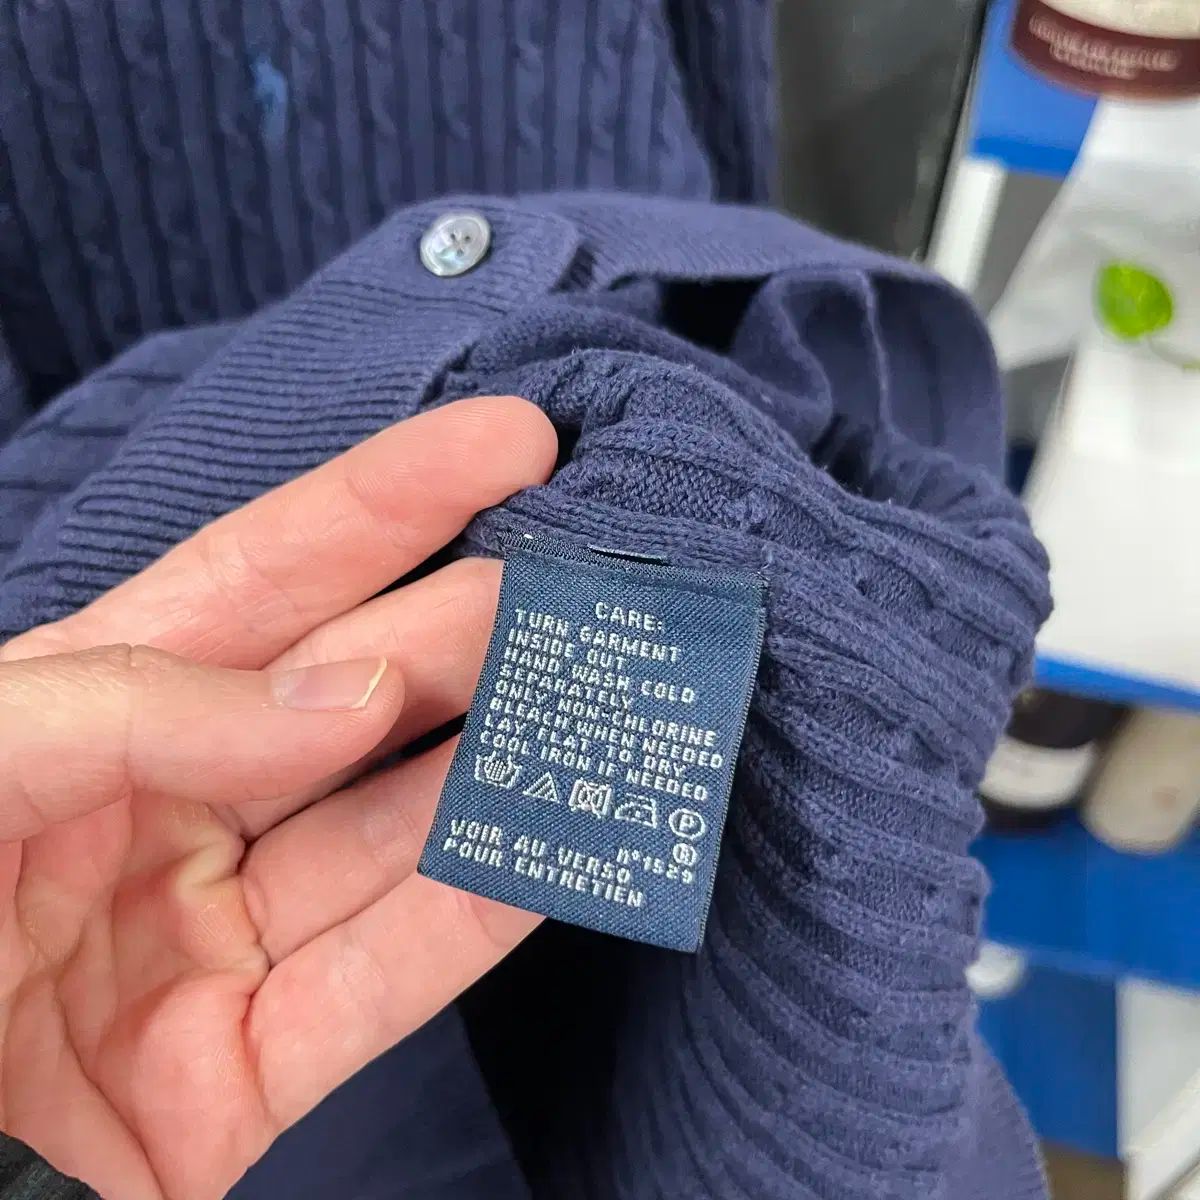 CARE:
TURN GARMENT
INSIDE OUT
HAND WASH COLD
SEPARATELY
ONLY NON-CHLORINE
BLEACH WHEN NEEDED
LAY FLAT TO DRY
COOL IRON IF NEEDED
P
R
n°1529
VOIR AU VERSO
POUR ENTRETIEN